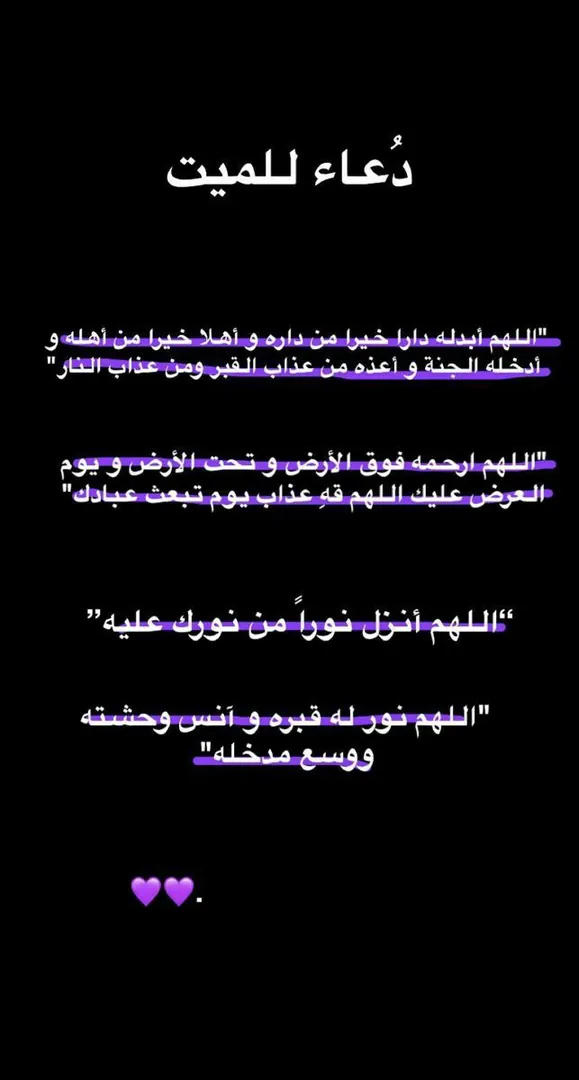 دُعاء للميت
"اللهم أبدله دارا خيرا من داره و أهلا خيرا من أهله و
أدخله الجنة و أعذه من عذاب القبر ومن عذاب النار"
"اللهم ارحمه فوق الأرض و تحت الأرض و يوم
العرض عليك اللهم قهِ عذاب يوم تبعث عبادك"
“اللهم أنزل نوراً من نورك عليه”
"اللهم نور له قبره و آنس وحشته
ووسع مدخله"
💜💜.